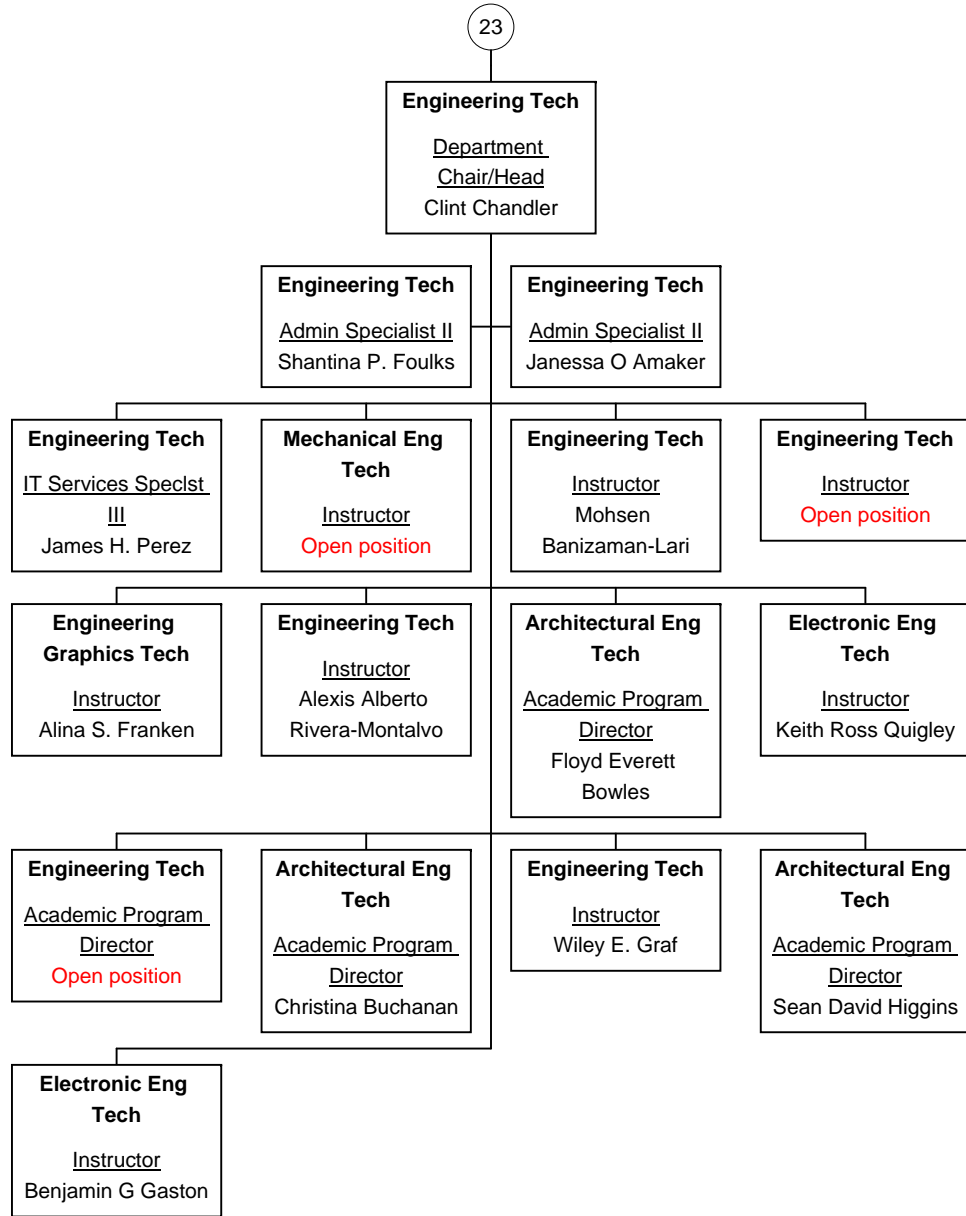 23
Engineering Tech
Department
Chair/Head
Clint Chandler
Engineering Tech
Admin Specialist II
Shantina P. Foulks
Engineering Tech
Admin Specialist II
Janessa O Amaker
Engineering Tech
IT Services Speclst
III
James H. Perez
Mechanical Eng
Tech
Instructor
Open position
Engineering Tech
Instructor
Mohsen
Banizaman-Lari
Engineering Tech
Instructor
Open position
Engineering
Graphics Tech
Instructor
Alina S. Franken
Engineering Tech
Instructor
Alexis Alberto
Rivera-Montalvo
Architectural Eng
Tech
Academic Program
Director
Floyd Everett
Bowles
Electronic Eng
Tech
Instructor
Keith Ross Quigley
Engineering Tech
Academic Program
Director
Open position
Architectural Eng
Tech
Academic Program
Director
Christina Buchanan
Engineering Tech
Instructor
Wiley E. Graf
Architectural Eng
Tech
Academic Program
Director
Sean David Higgins
Electronic Eng
Tech
Instructor
Benjamin G Gaston